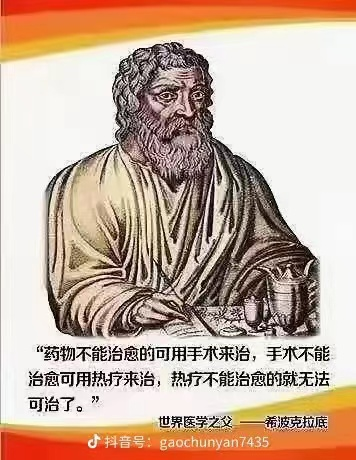 “药物不能治愈的可用手术来治，手术不能
治愈可用热疗来治，热疗不能治愈的就无法
可治了。”
世界医学之父 ——希波克拉底
抖音号：gaochunyan7435